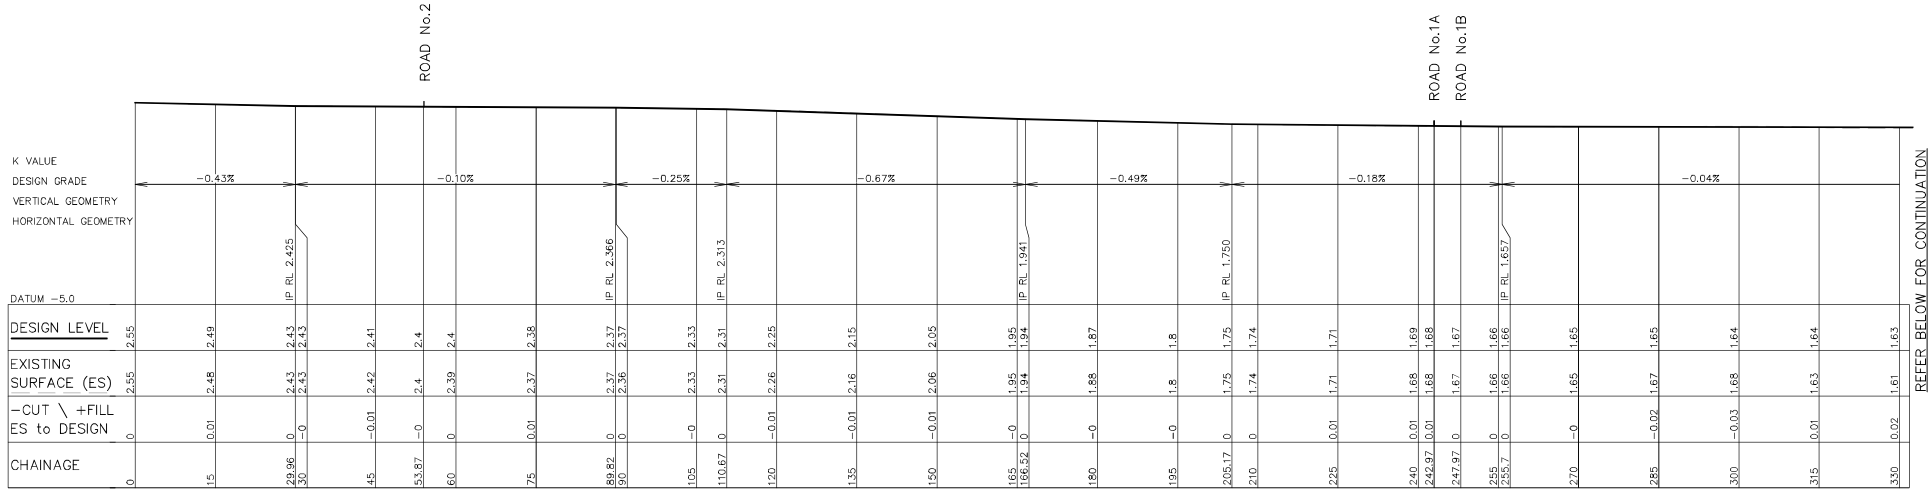 ROAD No.2
ROAD No.1A
ROAD No.1B
K VALUE
DESIGN GRADE
-0.43% -0.10% -0.25% -0.67% -0.49% -0.18% -0.04%
VERTICAL GEOMETRY
HORIZONTAL GEOMETRY
IP RL 2.425
IP RL 2.366
IP RL 2.313
IP RL 1.941
IP RL 1.750
IP RL 1.657
DATUM -5.0
DESIGN LEVEL 2.55 2.49 2.43 2.43 2.41 2.4 2.4 2.38 2.37 2.37 2.33 2.31 2.25 2.15 2.05 1.95 1.94 1.87 1.8 1.75 1.74 1.71 1.69 1.68 1.67 1.66 1.66 1.65 1.65 1.64 1.64 1.63
EXISTING
SURFACE (ES) 2.55 2.48 2.43 2.43 2.42 2.4 2.39 2.37 2.37 2.36 2.33 2.31 2.26 2.16 2.06 1.95 1.94 1.88 1.8 1.75 1.74 1.71 1.68 1.68 1.67 1.66 1.66 1.65 1.67 1.68 1.63 1.61
-CUT \ +FILL
ES to DESIGN 0 0.01 0 -0 -0.01 -0 0 0.01 0 0 -0 0 -0.01 -0.01 -0.01 -0 0 -0 -0 0 0 0.01 0.01 0.01 0 0 0 -0 -0.02 -0.03 0.01 0.02
CHAINAGE 0 15 29.96 30 45 53.87 60 75 89.82 90 105 110.67 120 135 150 165 166.52 180 195 205.17 210 225 240 242.97 247.97 255 255.7 270 285 300 315 330
REFER BELOW FOR CONTINUATION